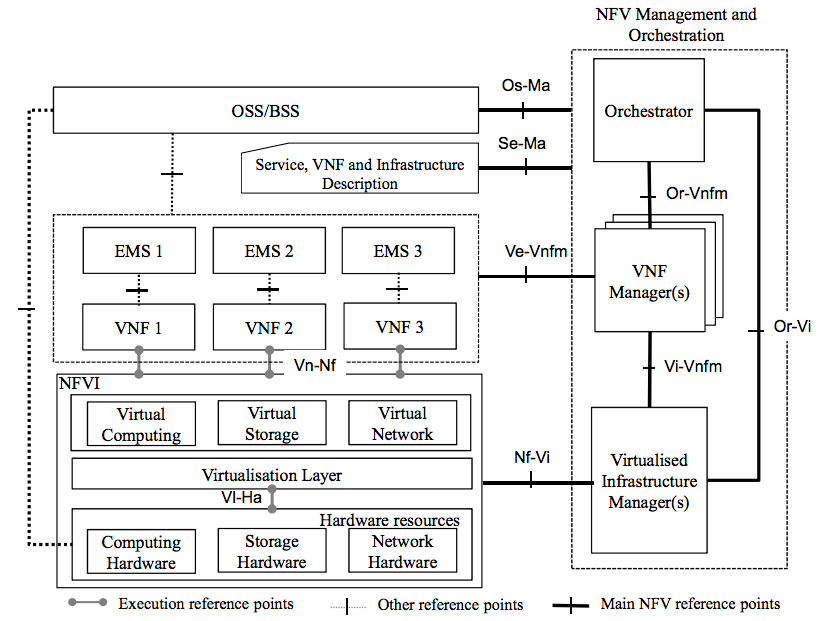 NFV Management and
Orchestration
Os-Ma
OSS/BSS
Orchestrator
Se-Ma
Service, VNF and Infrastructure
Description
Or-Vnfm
EMS 1
EMS 2
EMS 3
Ve-Vnfm
VNF
Manager(s)
VNF 1
VNF 2
VNF 3
Or-Vi
Vn-Nf
Vi-Vnfm
NFVI
Virtual
Computing
Virtual
Storage
Virtual
Network
Nf-Vi
Virtualised
Infrastructure
Manager(s)
Virtualisation Layer
Vl-Ha
Hardware resources
Computing
Hardware
Storage
Hardware
Network
Hardware
Execution reference points
Other reference points
Main NFV reference points